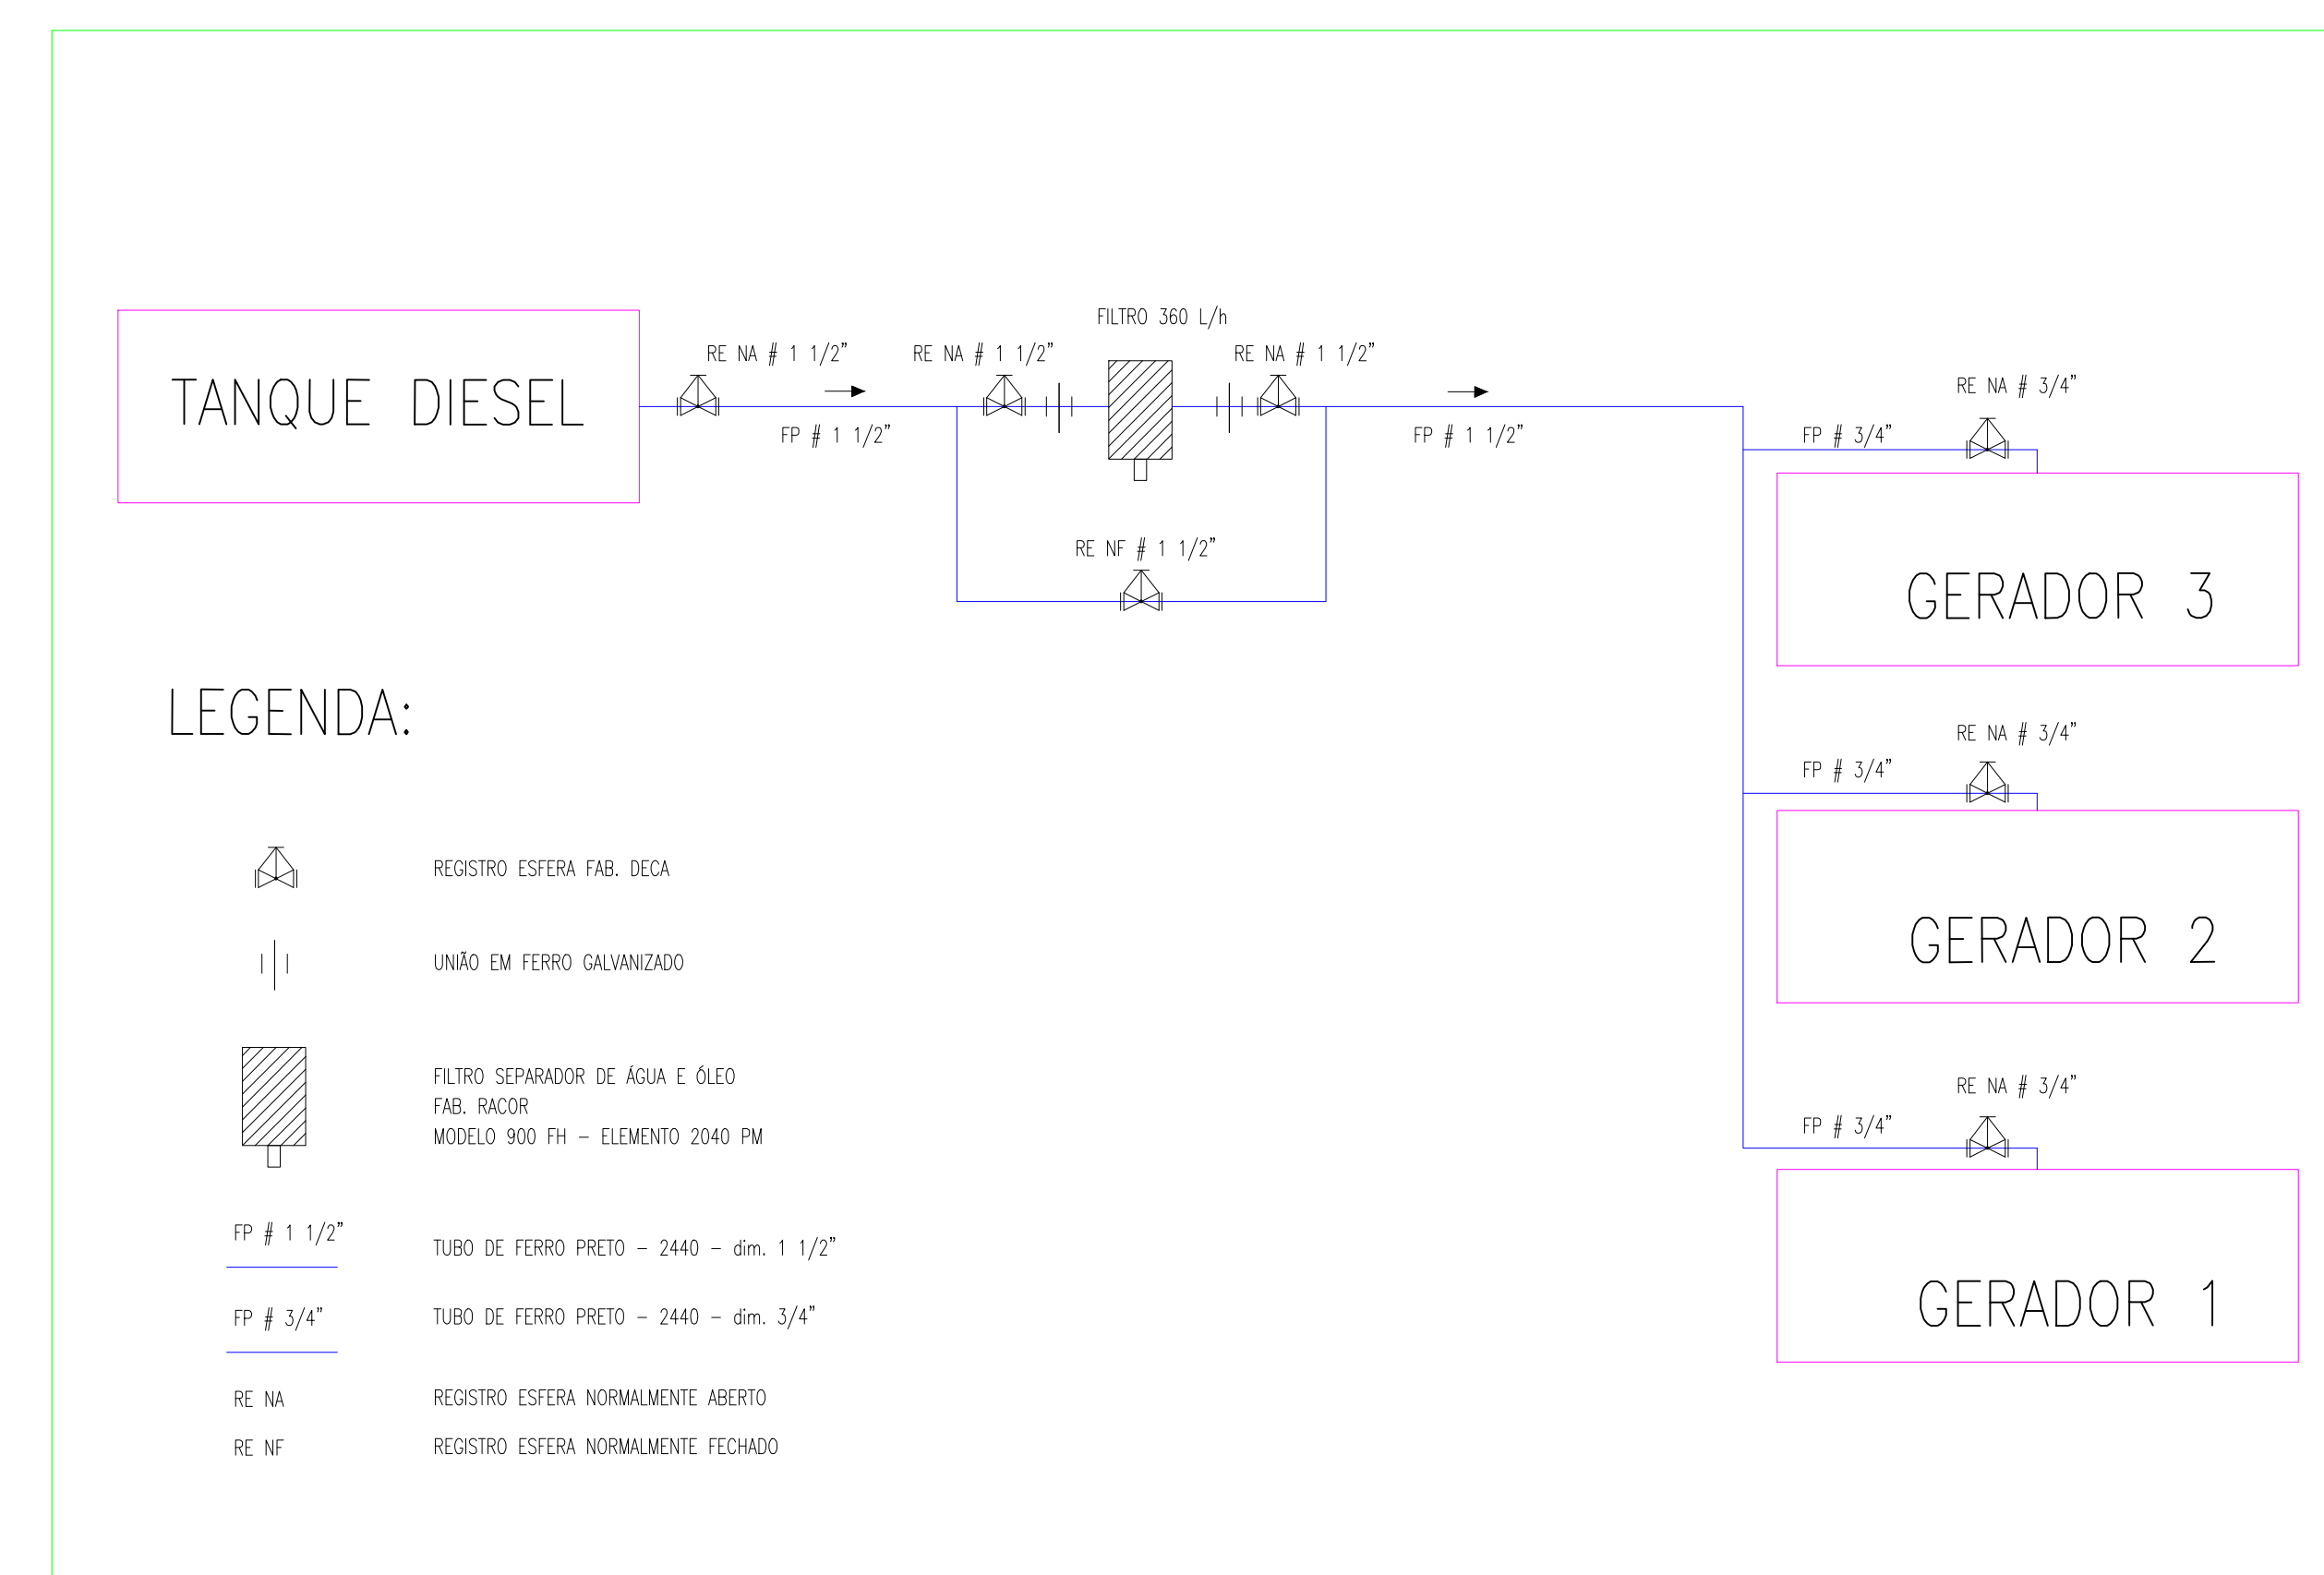 FILTRO 360 L/h
RE NA # 1 1/2"
RE NA # 1 1/2"
RE NA # 1 1/2"
TANQUE DIESEL
FP # 1 1/2"
FP # 1 1/2"
RE NA # 3/4"
FP # 3/4"
RE NF # 1 1/2"
GERADOR 3
LEGENDA:
RE NA # 3/4"
FP # 3/4"
GERADOR 2
RE NA # 3/4"
FP # 3/4"
GERADOR 1
REGISTRO ESFERA FAB. DECA
UNIÃO EM FERRO GALVANIZADO
FILTRO SEPARADOR DE ÁGUA E ÓLEO
FAB. RACOR
MODELO 900 FH - ELEMENTO 2040 PM
FP # 1 1/2"
TUBO DE FERRO PRETO - 2440 - dim. 1 1/2"
FP # 3/4"
TUBO DE FERRO PRETO - 2440 - dim. 3/4"
RE NA
REGISTRO ESFERA NORMALMENTE ABERTO
RE NF
REGISTRO ESFERA NORMALMENTE FECHADO